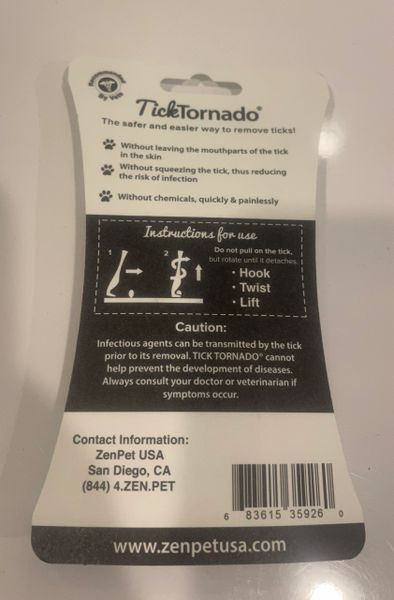 Recommended
By Vets
TickTornado®
The safer and easier way to remove ticks!
Without leaving the mouthparts of the tick
in the skin
Without squeezing the tick, thus reducing
the risk of infection
Without chemicals, quickly & painlessly
Instructions for use
1
2
Do not pull on the tick,
but rotate until it detaches.
· Hook
· Twist
· Lift
Caution:
Infectious agents can be transmitted by the tick
prior to its removal. TICK TORNADO® cannot
help prevent the development of diseases.
Always consult your doctor or veterinarian if
symptoms occur.
Contact Information:
ZenPet USA
San Diego, CA
(844) 4.ZEN.PET
6 83615 35926 0
www.zenpetusa.com